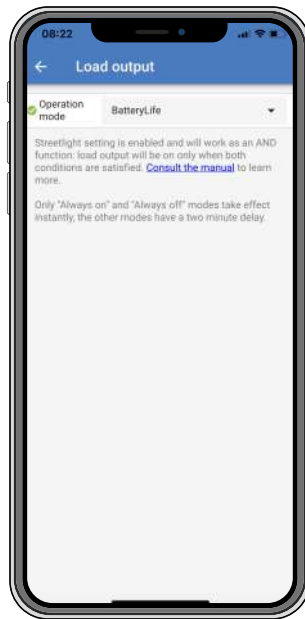 08:22
Load output
Operation
mode
BatteryLife
Streetlight setting is enabled and will work as an AND
function: load output will be on only when both
conditions are satisfied. Consult the manual to learn
more.
Only "Always on" and "Always off" modes take effect
instantly, the other modes have a two minute delay.